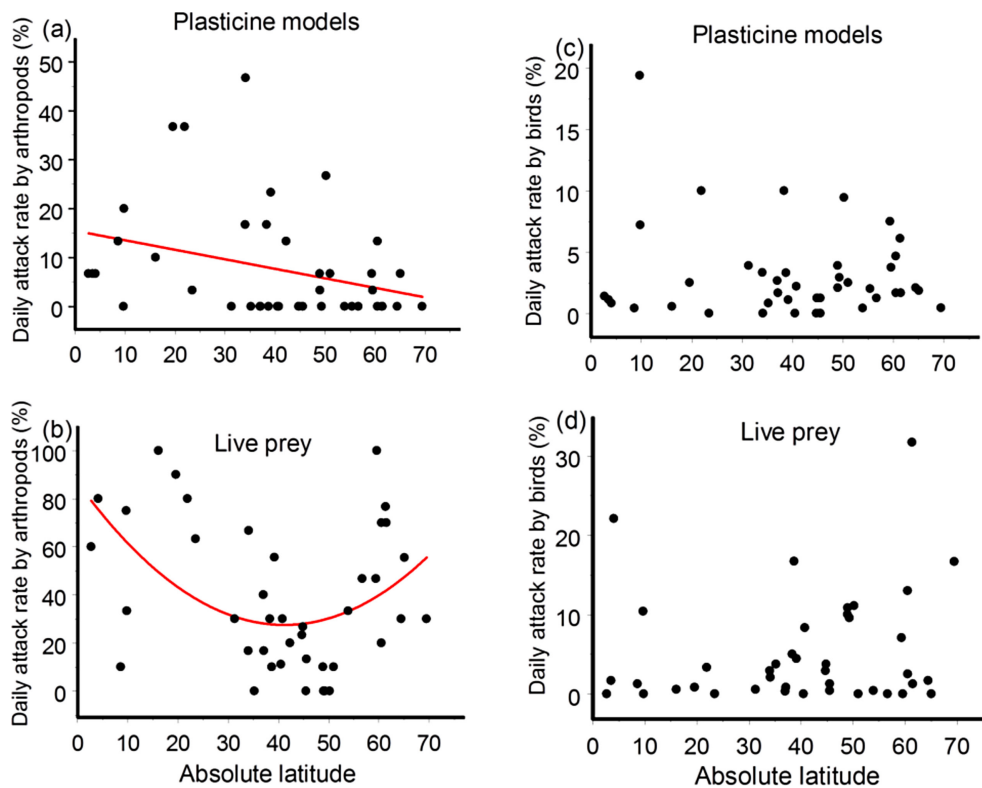 (a)
Plasticine models
Daily attack rate by arthropods (%)
50
40
30
20
10
0
0 10 20 30 40 50 60 70
(c)
Plasticine models
Daily attack rate by birds (%)
20
15
10
5
0
0 10 20 30 40 50 60 70
(b)
Live prey
Daily attack rate by arthropods (%)
100
80
60
40
20
0
0 10 20 30 40 50 60 70
Absolute latitude
(d)
Live prey
Daily attack rate by birds (%)
30
20
10
0
0 10 20 30 40 50 60 70
Absolute latitude